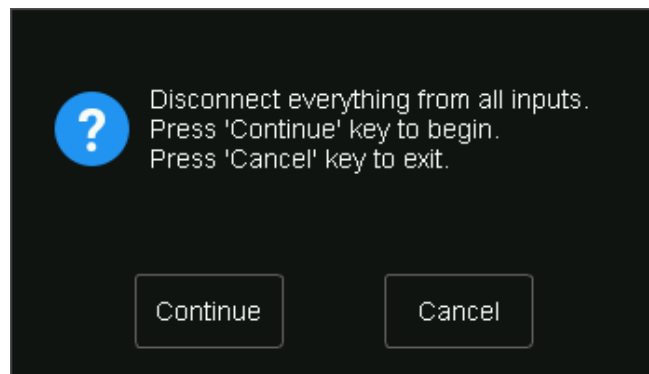 ?
Disconnect everything from all inputs.
Press 'Continue' key to begin.
Press 'Cancel' key to exit.
Continue
Cancel